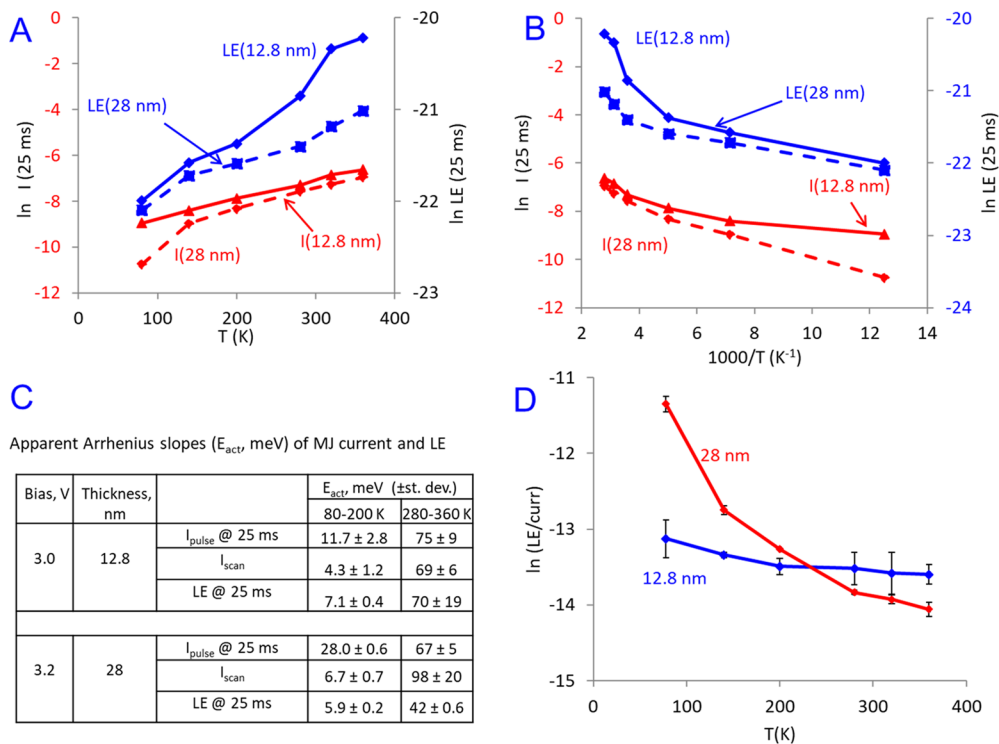 A
0
-2
-4
-6
-8
-10
-12
ln I (25 ms)
LE(12.8 nm)
LE(28 nm)
I(28 nm)
I(12.8 nm)
-20
-21
-22
-23
ln LE (25 ms)
0 100 200 300 400
T (K)
B
0
-2
-4
-6
-8
-10
-12
ln I (25 ms)
LE(12.8 nm)
LE(28 nm)
I(12.8 nm)
I(28 nm)
-20
-21
-22
-23
-24
ln LE (25 ms)
2 4 6 8 10 12 14
1000/T (K⁻¹)
C
Apparent Arrhenius slopes (Eact, meV) of MJ current and LE
Bias, V Thickness, nm Eact, meV (±st. dev.)
80-200 K 280-360 K
3.0 12.8 Ipulse @ 25 ms 11.7 ± 2.8 75 ± 9
Iscan 4.3 ± 1.2 69 ± 6
LE @ 25 ms 7.1 ± 0.4 70 ± 19
3.2 28 Ipulse @ 25 ms 28.0 ± 0.6 67 ± 5
Iscan 6.7 ± 0.7 98 ± 20
LE @ 25 ms 5.9 ± 0.2 42 ± 0.6
D
-11
-12
-13
-14
-15
ln (LE/curr)
28 nm
12.8 nm
0 100 200 300 400
T(K)